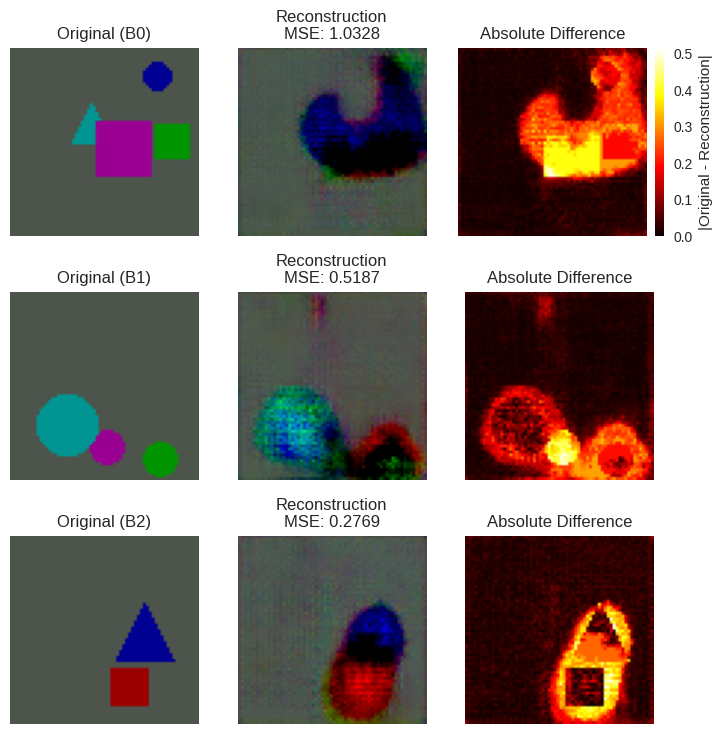 Original (B0)
Reconstruction
MSE: 1.0328
Absolute Difference
0.5
0.4
0.3
0.2
0.1
0.0
|Original - Reconstruction|
Original (B1)
Reconstruction
MSE: 0.5187
Absolute Difference
Original (B2)
Reconstruction
MSE: 0.2769
Absolute Difference